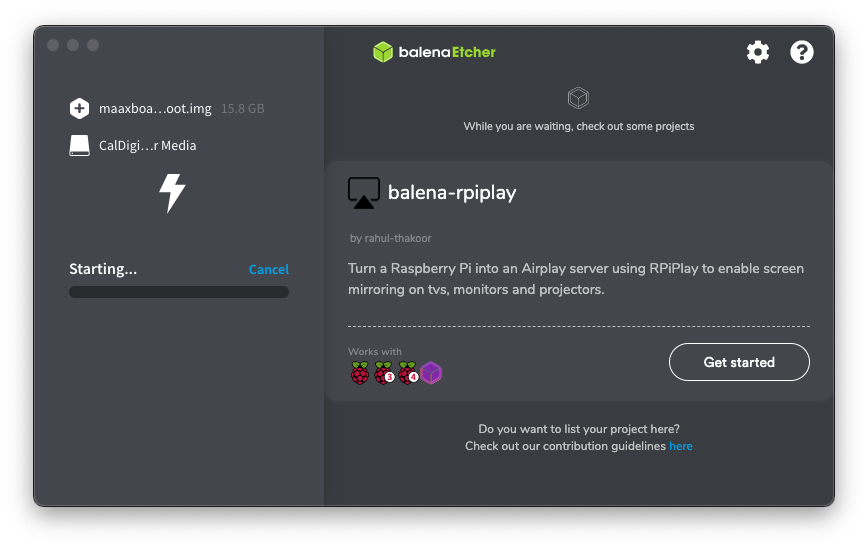 balenaEtcher
maaxboa...oot.img 15.8 GB
CalDigi...r Media
Starting... Cancel
While you are waiting, check out some projects
balena-rpiplay
by rahul-thakoor
Turn a Raspberry Pi into an Airplay server using RPiPlay to enable screen
mirroring on tvs, monitors and projectors.
Works with
3
4
Get started
Do you want to list your project here?
Check out our contribution guidelines here